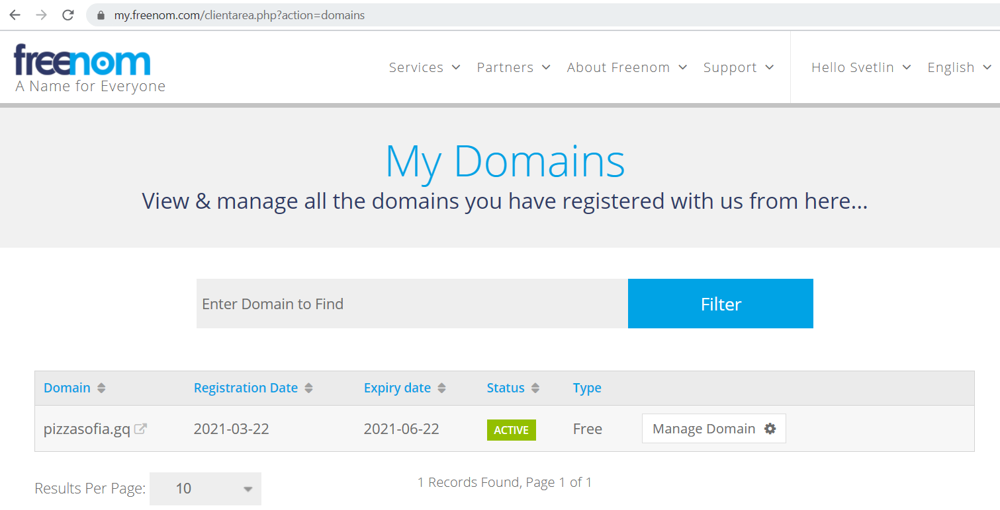 my.freenom.com/clientarea.php?action=domains
freenom
A Name for Everyone
Services Partners About Freenom Support Hello Svetlin English
My Domains
View & manage all the domains you have registered with us from here...
Enter Domain to Find Filter
Domain Registration Date Expiry date Status Type
pizzasofia.gq 2021-03-22 2021-06-22 ACTIVE Free Manage Domain
Results Per Page: 10 1 Records Found, Page 1 of 1